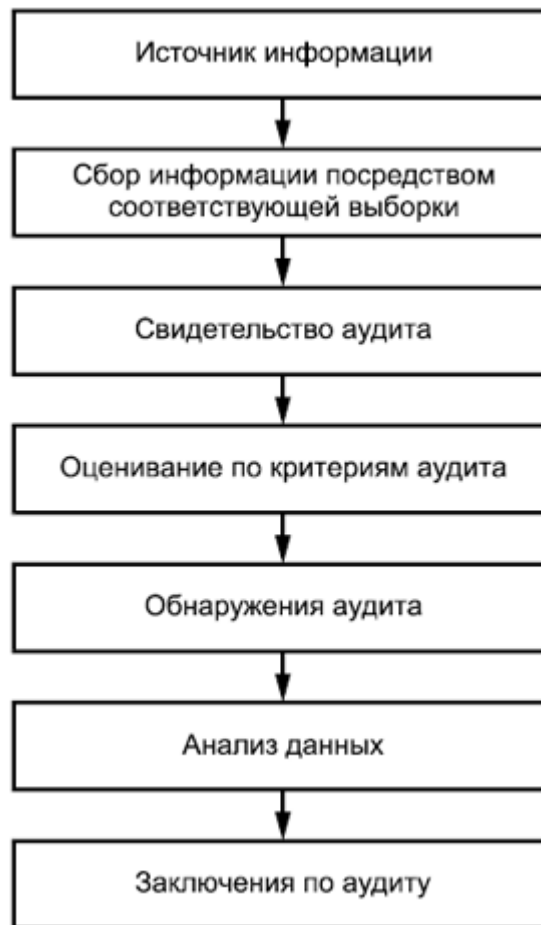 Источник информации
Сбор информации посредством
соответствующей выборки
Свидетельство аудита
Оценивание по критериям аудита
Обнаружения аудита
Анализ данных
Заключения по аудиту